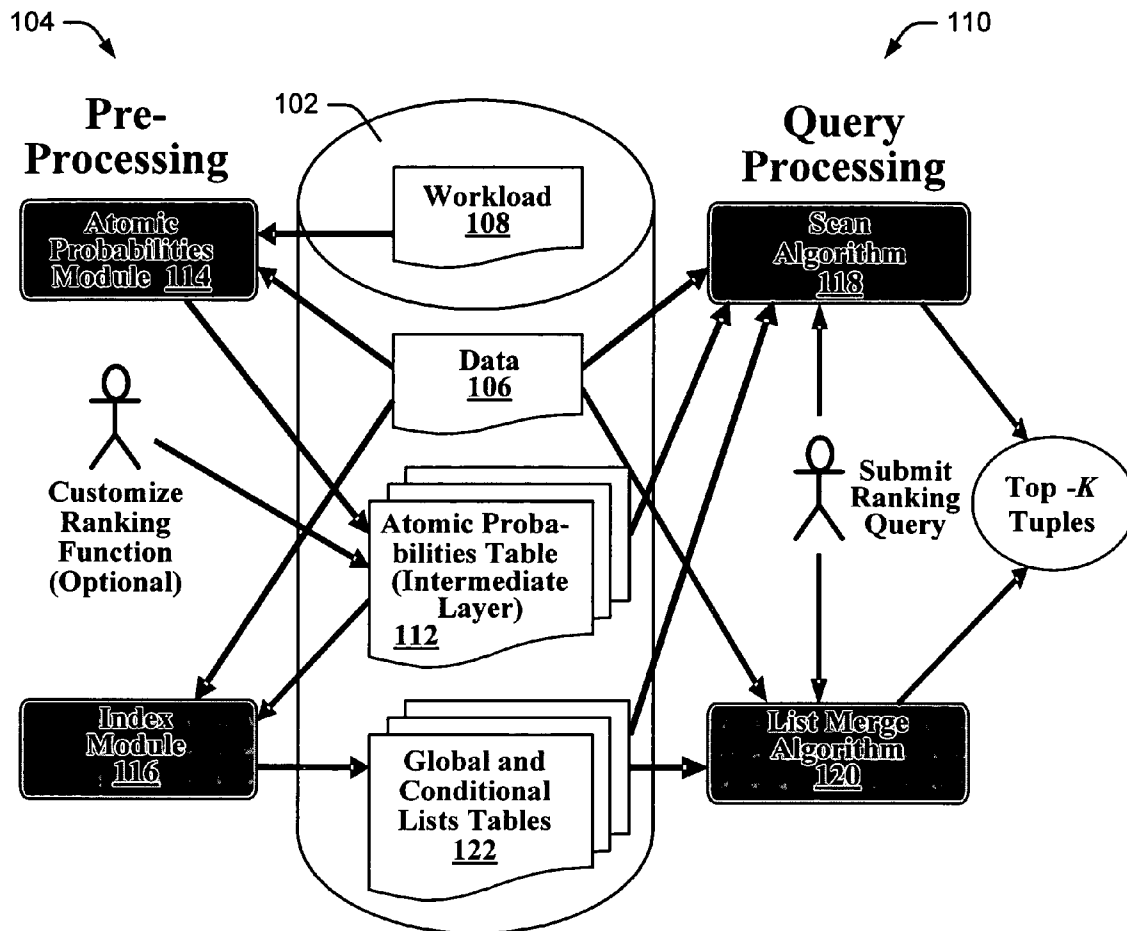 104
110
102
Pre-
Processing
Query
Processing
Workload
108
Atomic
Probabilities
Module 114
Scan
Algorithm
118
Data
106
Customize
Ranking
Function
(Optional)
Atomic Proba-
bilities Table
(Intermediate
Layer)
112
Submit
Ranking
Query
Top -K
Tuples
Index
Module
116
Global and
Conditional
Lists Tables
122
List Merge
Algorithm
120